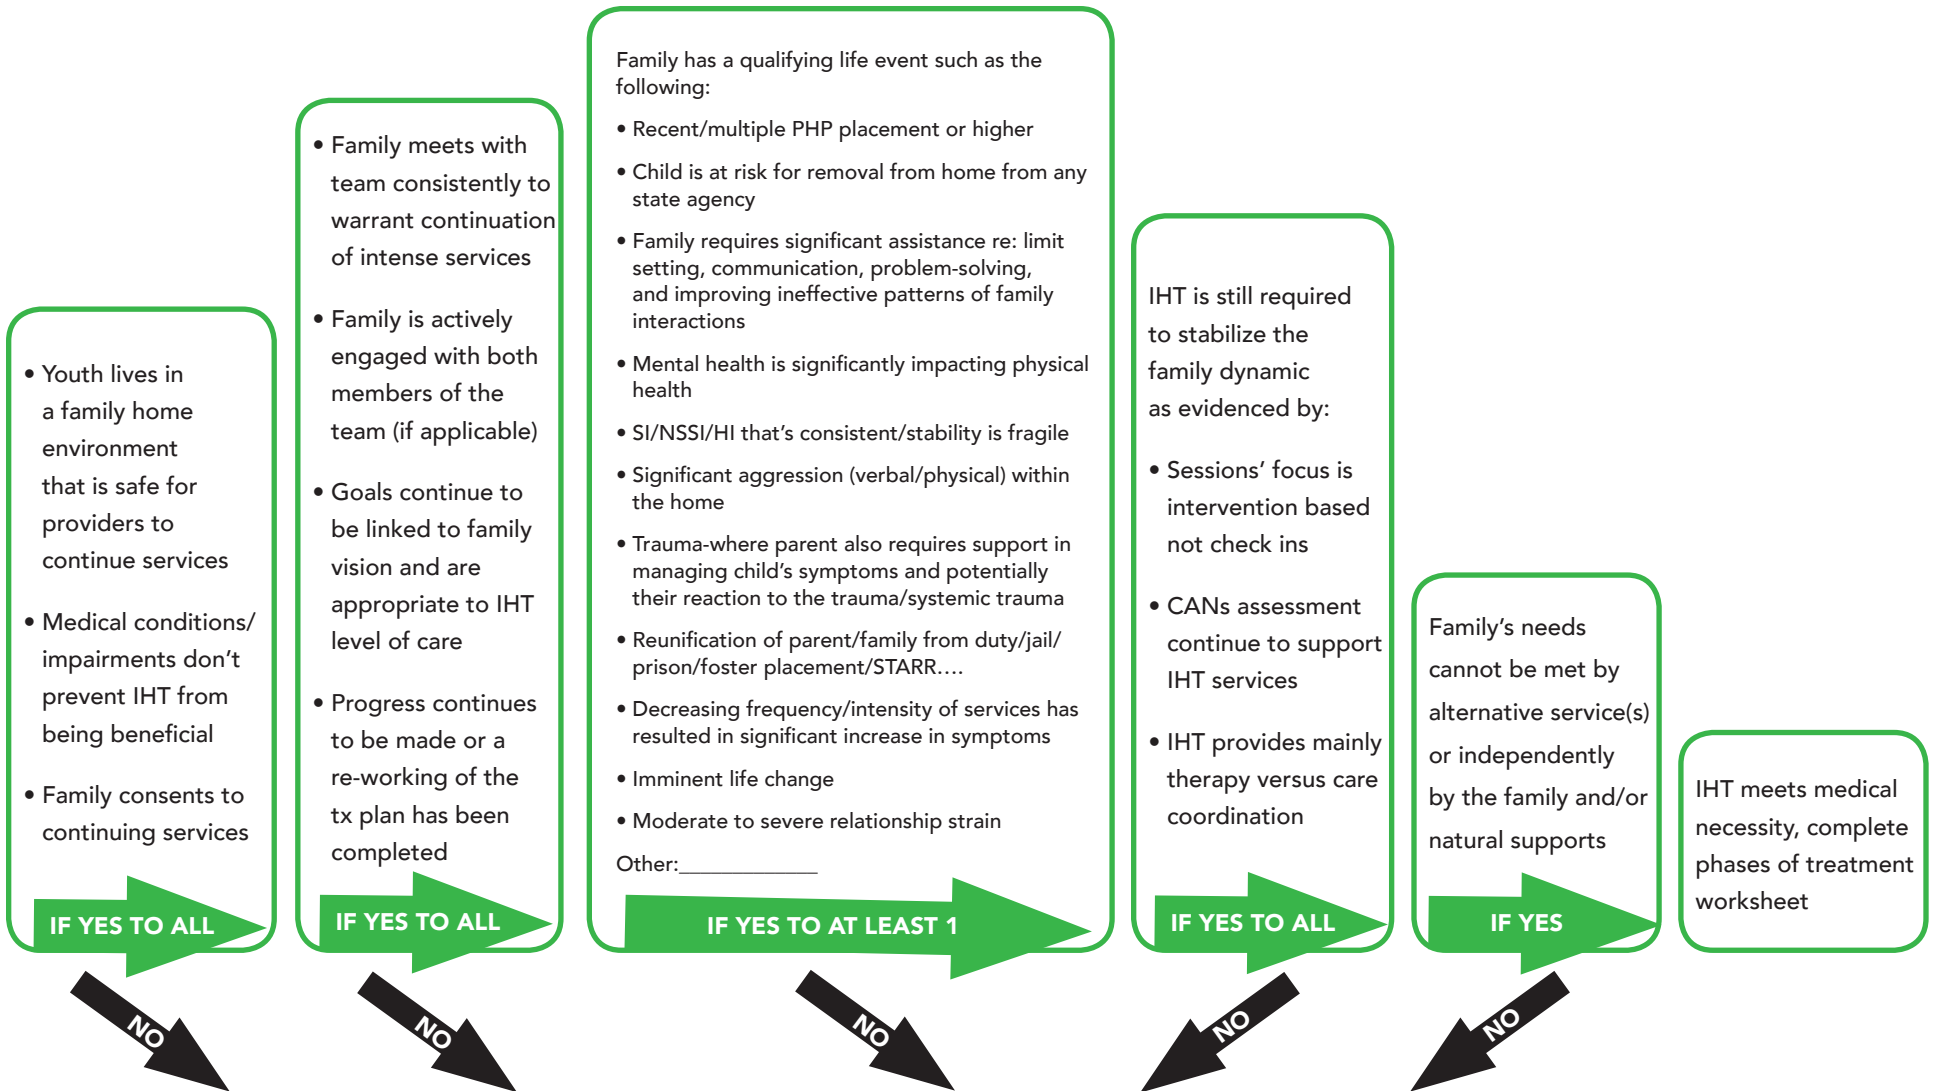 • Youth lives in
a family home
environment
that is safe for
providers to
continue services
• Medical conditions/
impairments don't
prevent IHT from
being beneficial
• Family consents to
continuing services
IF YES TO ALL
NO
• Family meets with
team consistently to
warrant continuation
of intense services
• Family is actively
engaged with both
members of the
team (if applicable)
• Goals continue to
be linked to family
vision and are
appropriate to IHT
level of care
• Progress continues
to be made or a
re-working of the
tx plan has been
completed
IF YES TO ALL
NO
Family has a qualifying life event such as the
following:
• Recent/multiple PHP placement or higher
• Child is at risk for removal from home from any
state agency
• Family requires significant assistance re: limit
setting, communication, problem-solving,
and improving ineffective patterns of family
interactions
• Mental health is significantly impacting physical
health
• SI/NSSI/HI that's consistent/stability is fragile
• Significant aggression (verbal/physical) within
the home
• Trauma-where parent also requires support in
managing child's symptoms and potentially
their reaction to the trauma/systemic trauma
• Reunification of parent/family from duty/jail/
prison/foster placement/STARR....
• Decreasing frequency/intensity of services has
resulted in significant increase in symptoms
• Imminent life change
• Moderate to severe relationship strain
Other:_____________
IF YES TO AT LEAST 1
NO
IHT is still required
to stabilize the
family dynamic
as evidenced by:
• Sessions' focus is
intervention based
not check ins
• CANs assessment
continue to support
IHT services
• IHT provides mainly
therapy versus care
coordination
IF YES TO ALL
NO
Family's needs
cannot be met by
alternative service(s)
or independently
by the family and/or
natural supports
IF YES
NO
IHT meets medical
necessity, complete
phases of treatment
worksheet